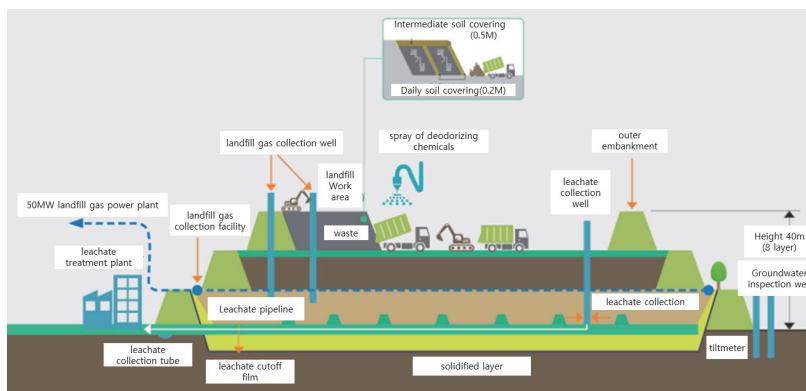 Intermediate soil covering
(0.5M)
Daily soil covering(0.2M)
landfill gas collection well
spray of deodorizing
chemicals
outer
embankment
landfill
Work
area
leachate
collection
well
50MW landfill gas power plant
landfill gas
collection facility
waste
Height 40m
(8 layer)
leachate
treatment plant
Groundwater
inspection we
Leachate pipeline
leachate collection
leachate
collection tube
leachate cutoff
film
solidified layer
tiltmeter